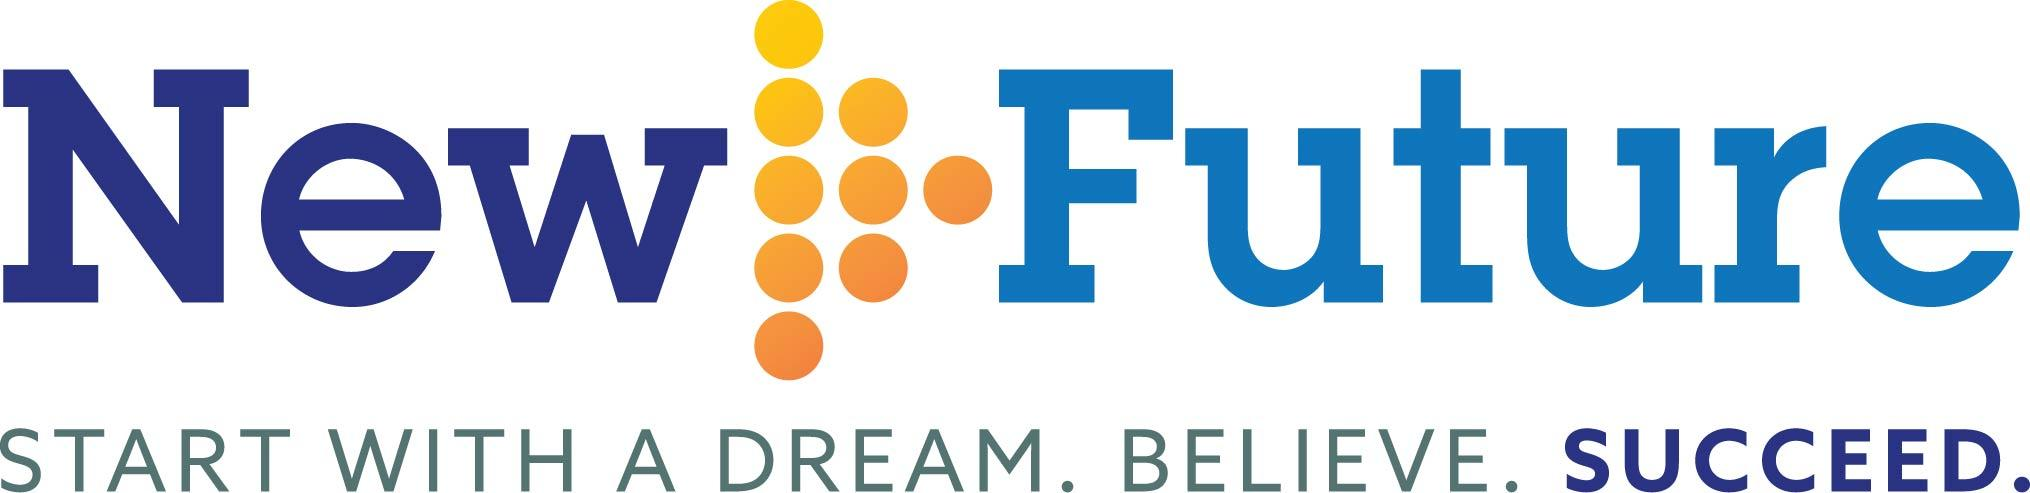 New Future
START WITH A DREAM. BELIEVE. SUCCEED.